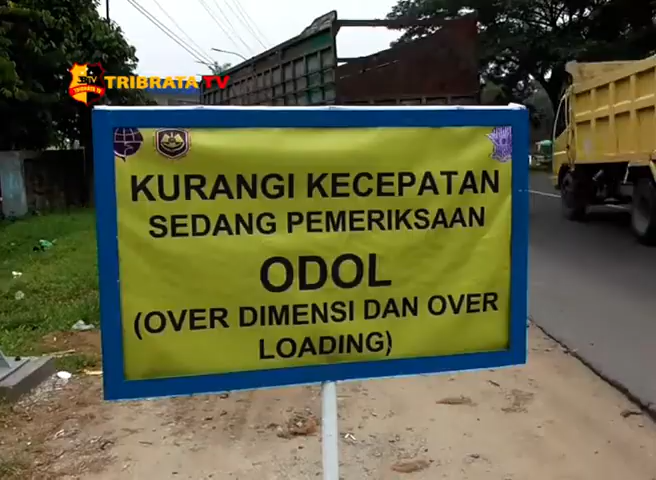 TRIBRATA TV
KURANGI KECEPATAN
SEDANG PEMERIKSAAN
ODOL
(OVER DIMENSI DAN OVER
LOADING)